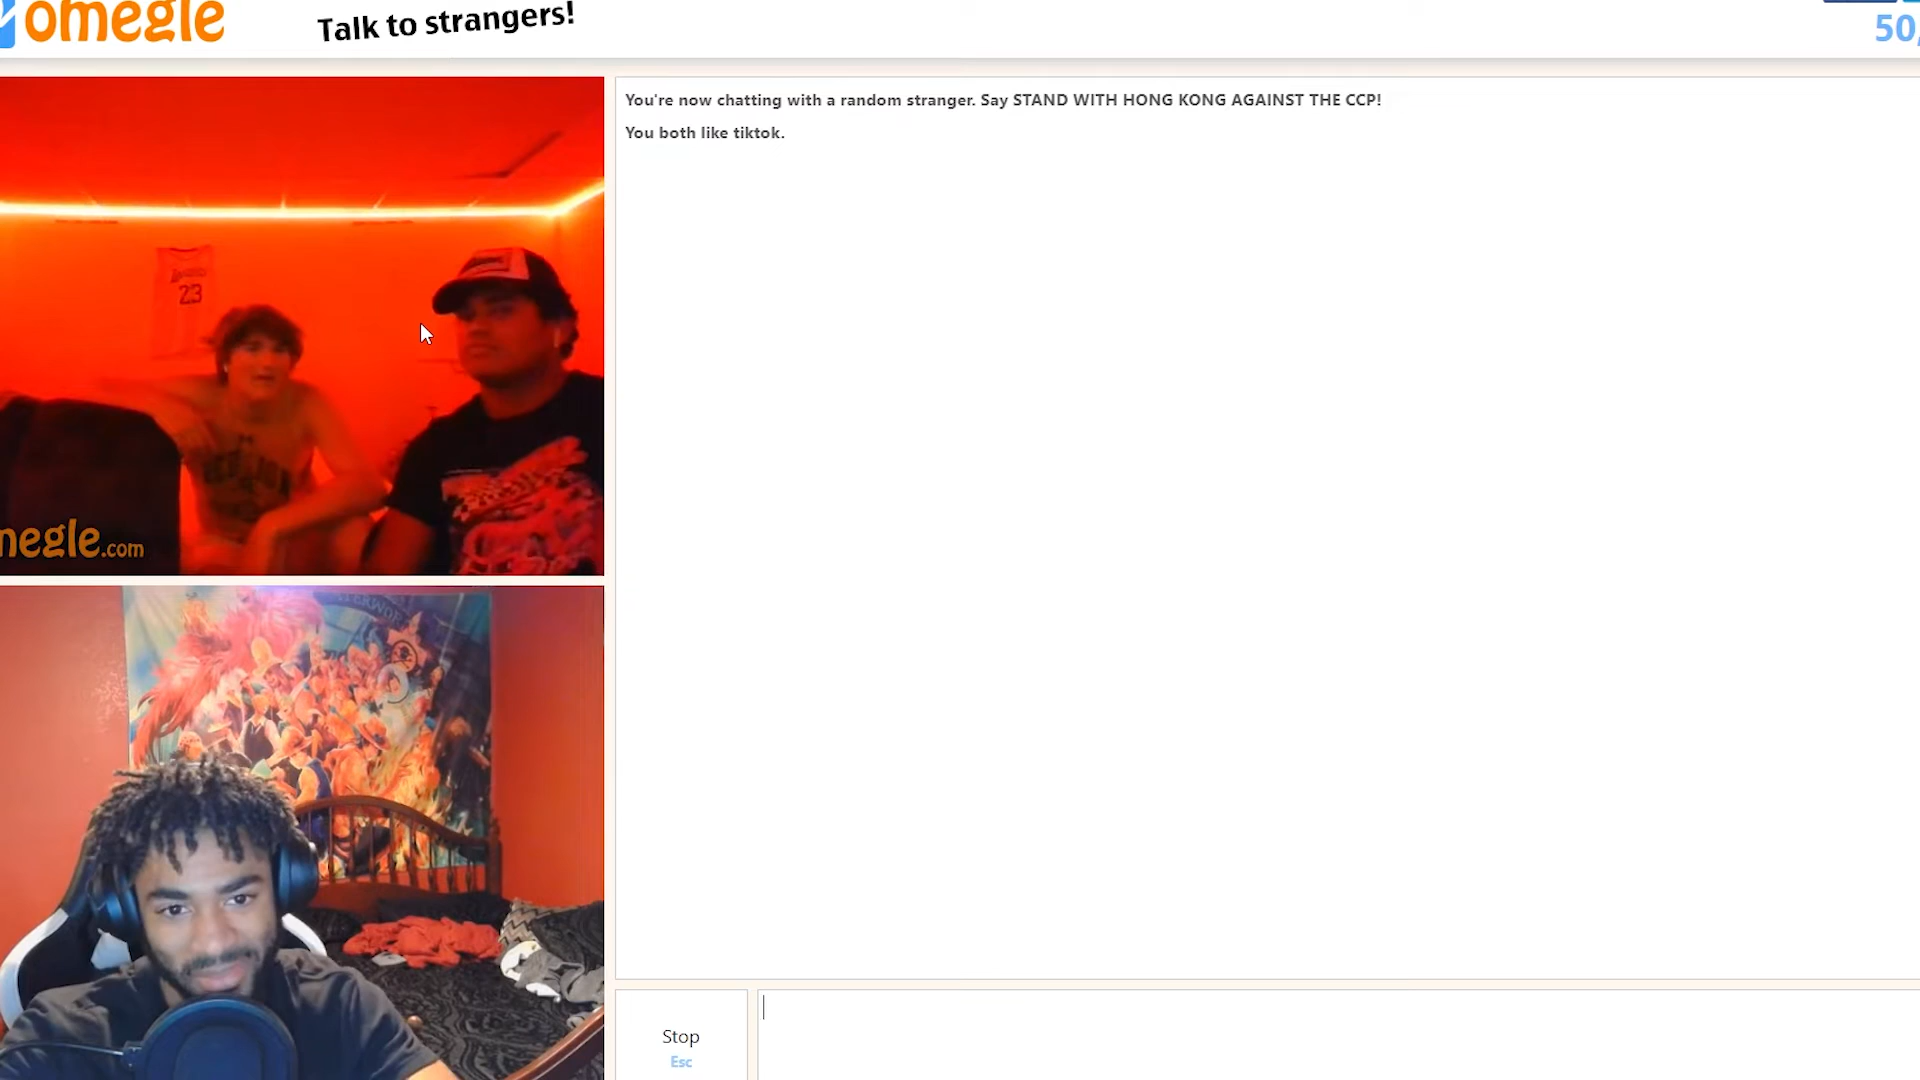 omegle
Talk to strangers!
50,
You're now chatting with a random stranger. Say STAND WITH HONG KONG AGAINST THE CCP!
You both like tiktok.
23
negle.com
Stop
Esc